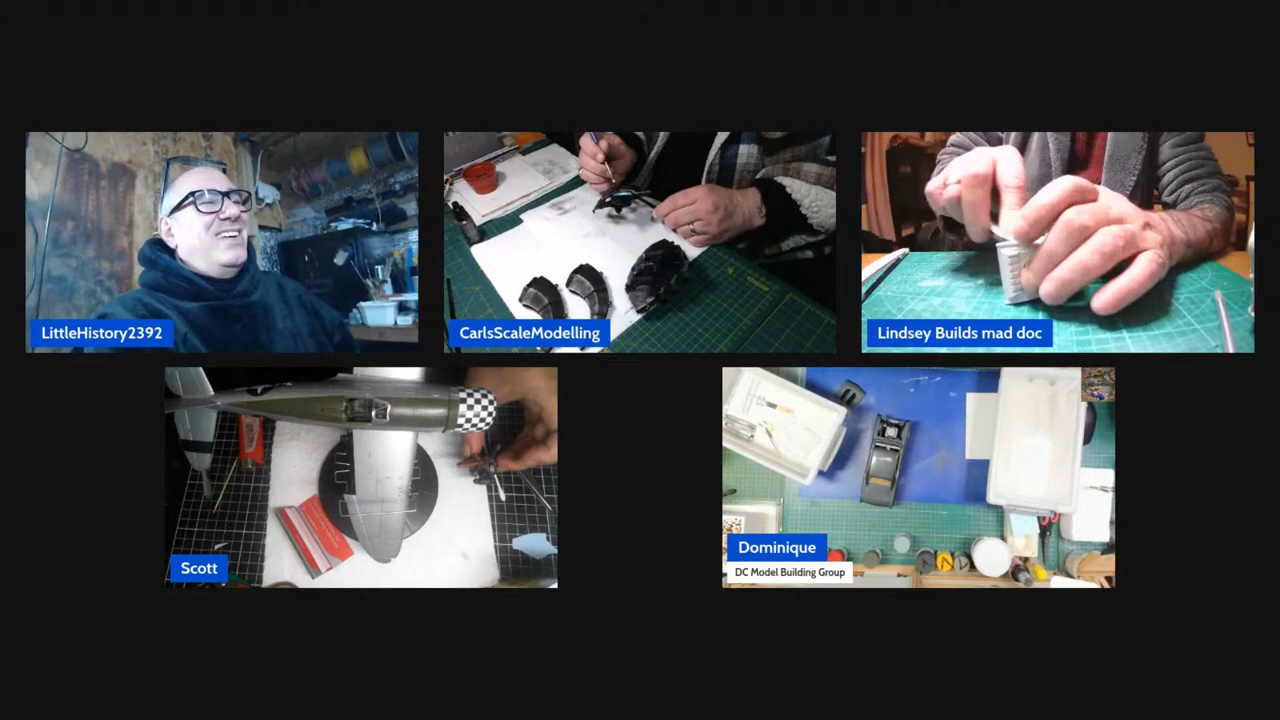 LittleHistory2392
CarlsScaleModelling
Lindsey Builds mad doc
Scott
Dominique
DC Model Building Group